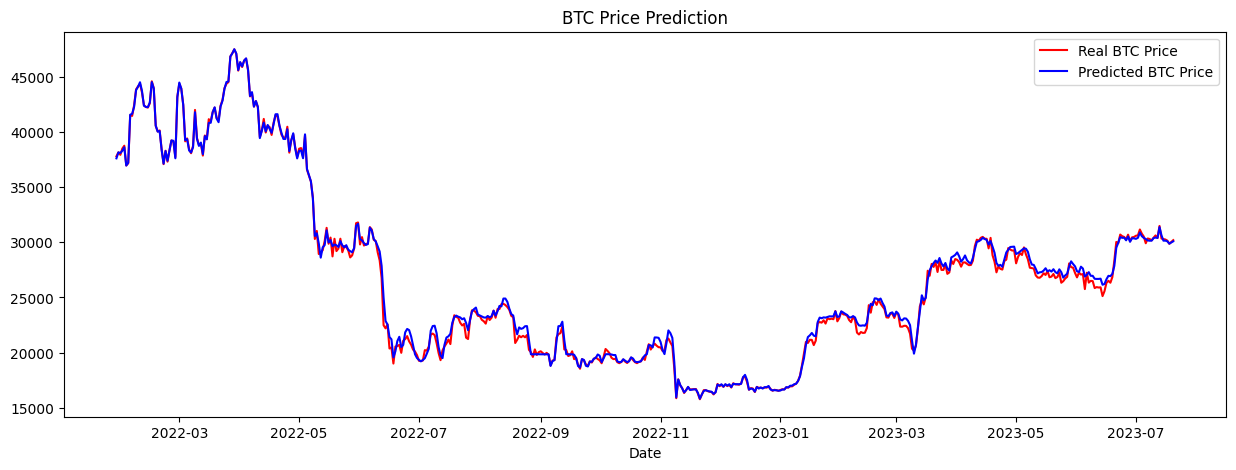 BTC Price Prediction
Real BTC Price
Predicted BTC Price
45000
40000
35000
30000
25000
20000
15000
2022-03 2022-05 2022-07 2022-09 2022-11 2023-01 2023-03 2023-05 2023-07
Date